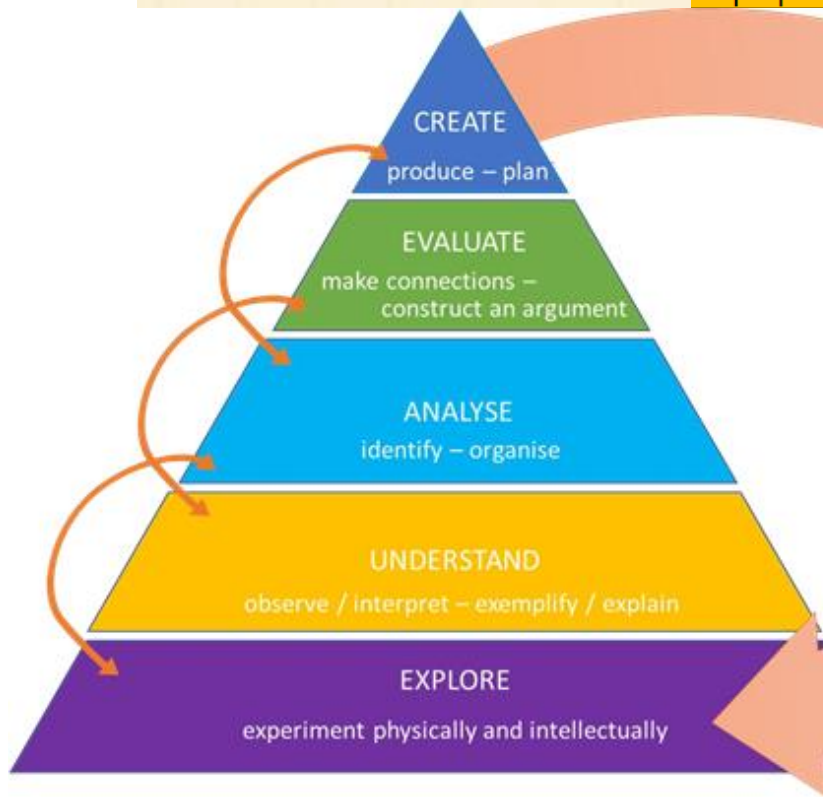 CREATE
produce – plan
EVALUATE
make connections –
construct an argument
ANALYSE
identify – organise
UNDERSTAND
observe / interpret – exemplify / explain
EXPLORE
experiment physically and intellectually